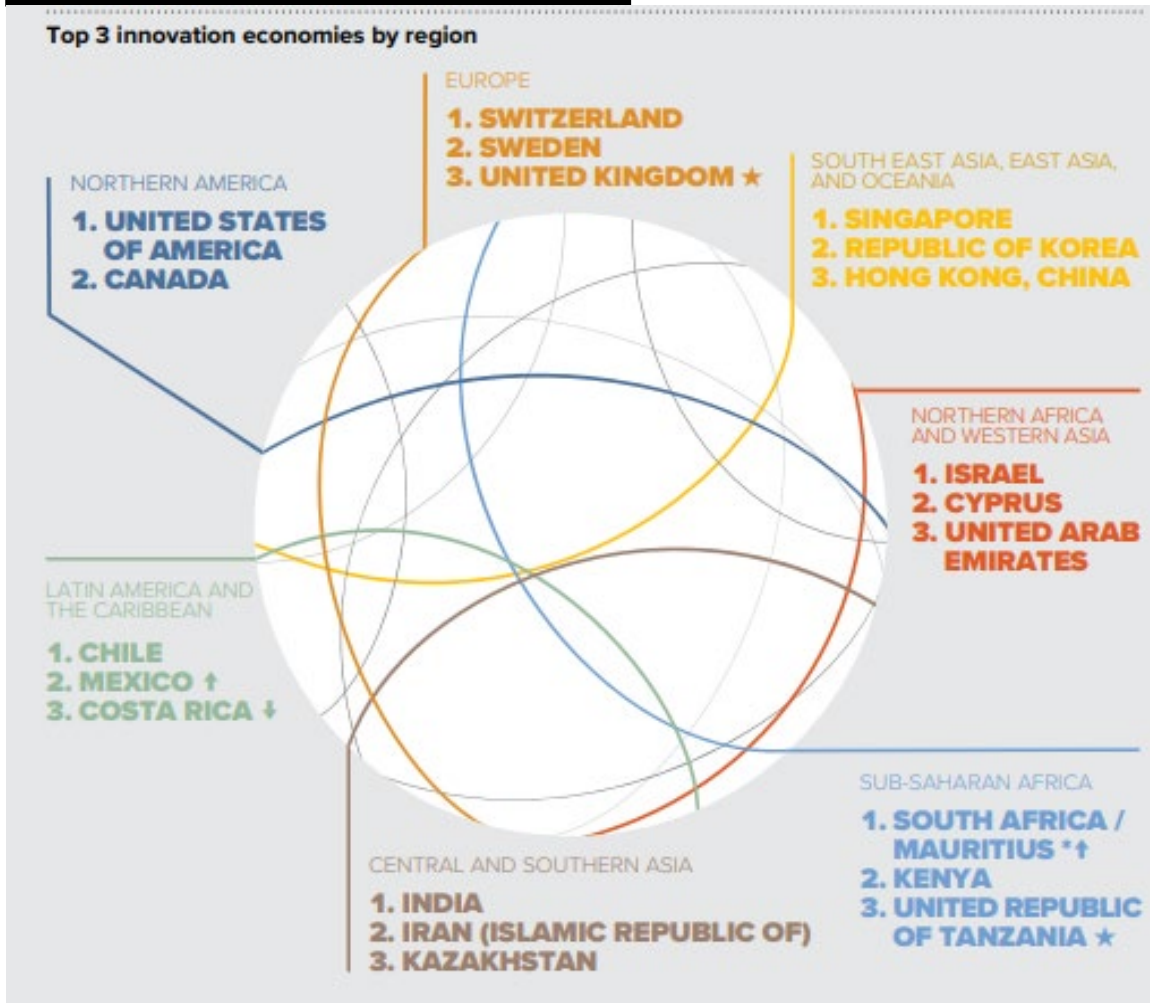 Top 3 innovation economies by region
EUROPE
1. SWITZERLAND
2. SWEDEN
3. UNITED KINGDOM ★
SOUTH EAST ASIA, EAST ASIA,
AND OCEANIA
1. SINGAPORE
2. REPUBLIC OF KOREA
3. HONG KONG, CHINA
NORTHERN AMERICA
1. UNITED STATES
OF AMERICA
2. CANADA
NORTHERN AFRICA
AND WESTERN ASIA
1. ISRAEL
2. CYPRUS
3. UNITED ARAB
EMIRATES
LATIN AMERICA AND
THE CARIBBEAN
1. CHILE
2. MEXICO ↑
3. COSTA RICA ↓
SUB-SAHARAN AFRICA
1. SOUTH AFRICA /
MAURITIUS *↑
2. KENYA
3. UNITED REPUBLIC
OF TANZANIA ★
CENTRAL AND SOUTHERN ASIA
1. INDIA
2. IRAN (ISLAMIC REPUBLIC OF)
3. KAZAKHSTAN